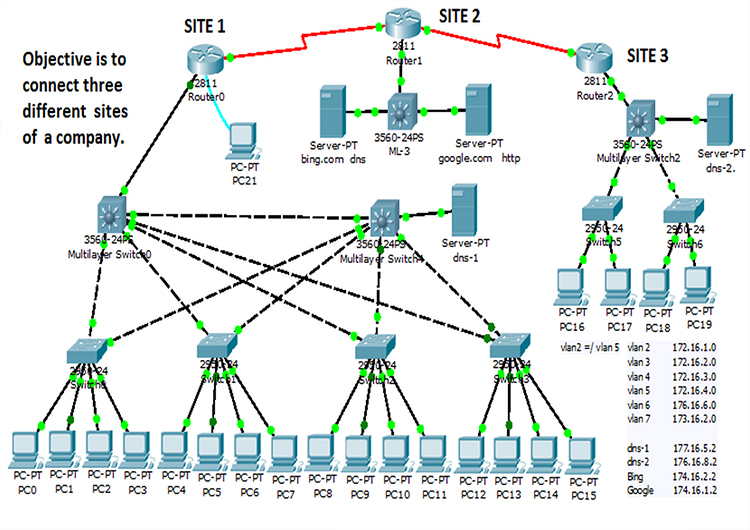 SITE 1
SITE 2
SITE 3
Objective is to
connect three
different sites
of a company.
2811
Router0
2811
Router1
2811
Router2
PC-PT
PC21
Server-PT
bing.com dns
3560-24PS
ML-3
Server-PT
google.com http
3560-24PS
Multilayer Switch2
Server-PT
dns-2.
3560-24PS
Multilayer Switch0
3560-24PS
Multilayer Switch4
Server-PT
dns-1
2950-24
Switch5
2950-24
Switch6
PC-PT
PC16
PC-PT
PC17
PC-PT
PC18
PC-PT
PC19
2950-24
2950-24
Switch1
2950-24
Switch2
2950-24
Switch3
PC-PT
PC0
PC-PT
PC1
PC-PT
PC2
PC-PT
PC3
PC-PT
PC4
PC-PT
PC5
PC-PT
PC6
PC-PT
PC7
PC-PT
PC8
PC-PT
PC9
PC-PT
PC10
PC-PT
PC11
PC-PT
PC12
PC-PT
PC13
PC-PT
PC14
PC-PT
PC15
vlan2 =/ vlan 5
vlan 2 172.16.1.0
vlan 3 172.16.2.0
vlan 4 172.16.3.0
vlan 5 172.16.4.0
vlan 6 176.16.6.0
vlan 7 173.16.2.0
dns-1 177.16.5.2
dns-2 176.16.8.2
Bing 174.16.2.2
Google 174.16.1.2